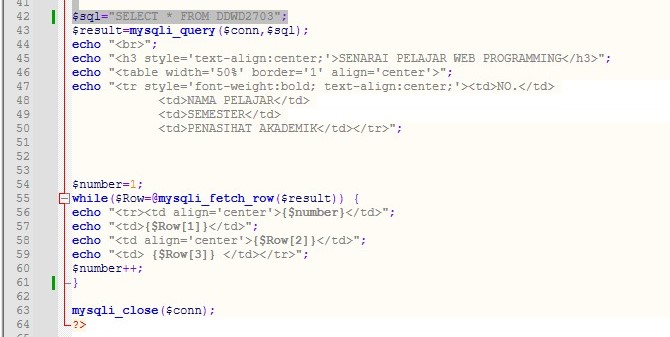 41
42 $sql="SELECT * FROM DDWD2703";
43 $result=mysqli_query($conn,$sql);
44 echo "<br>";
45 echo "<h3 style='text-align:center;'>SENARAI PELAJAR WEB PROGRAMMING</h3>";
46 echo "<table width='50%' border='1' align='center'>";
47 echo "<tr style='font-weight:bold; text-align:center;'><td>NO.</td>
48 <td>NAMA PELAJAR</td>
49 <td>SEMESTER</td>
50 <td>PENASIHAT AKADEMIK</td></tr>";
51
52
53
54 $number=1;
55 while($Row=@mysqli_fetch_row($result)) {
56 echo "<tr><td align='center'>{$number}</td>";
57 echo "<td>{$Row[1]}</td>";
58 echo "<td align='center'>{$Row[2]}</td>";
59 echo "<td> {$Row[3]} </td></tr>";
60 $number++;
61 }
62
63 mysqli_close($conn);
64 ?>